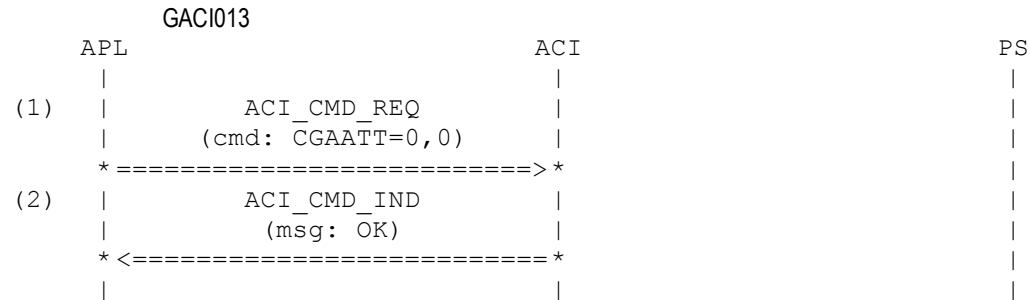 GACI013
APL ACI PS
| | |
(1) | ACI_CMD_REQ | |
| (cmd: CGAATT=0,0) | |
*==========================>* |
(2) | ACI_CMD_IND | |
| (msg: OK) | |
*<==========================* |
| | |